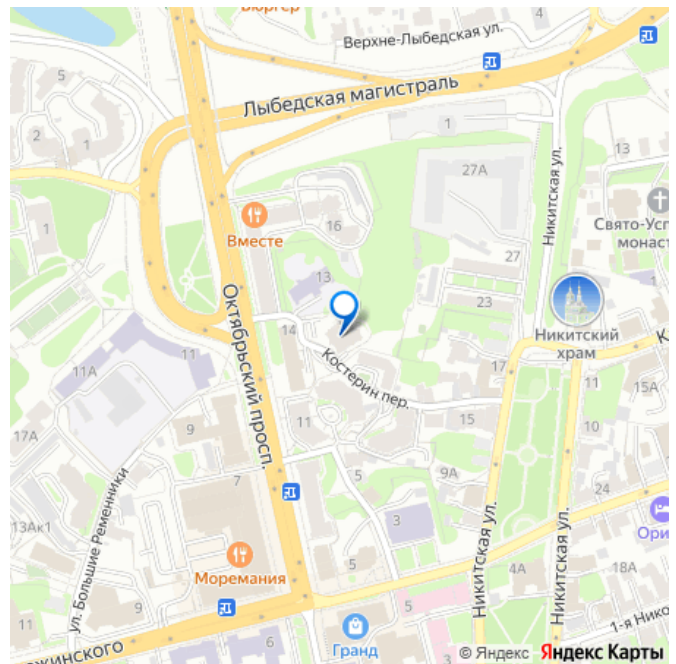 Бюргер
4
Верхне-Лыбедская ул.
5
Лыбедская магистраль
2
1
1
27А
13
Никитская ул.
16
Вместе
1
Свято-Усп
монаст
27
13
23
Октябрьский просп.
14
Никитский
храм
К
Костерин пер.
11А
11А
17
11
15А
17А
9
11
15
10
7
9А
24
13Ак1
ул. Большие Ременники
3
Ори
9
5
5
Никитская ул.
4А
Никитская ул.
18А
Моремания
11
5
1-я Нико
жинского
6
6
Гранд
5
© Яндекс Яндекс Карты